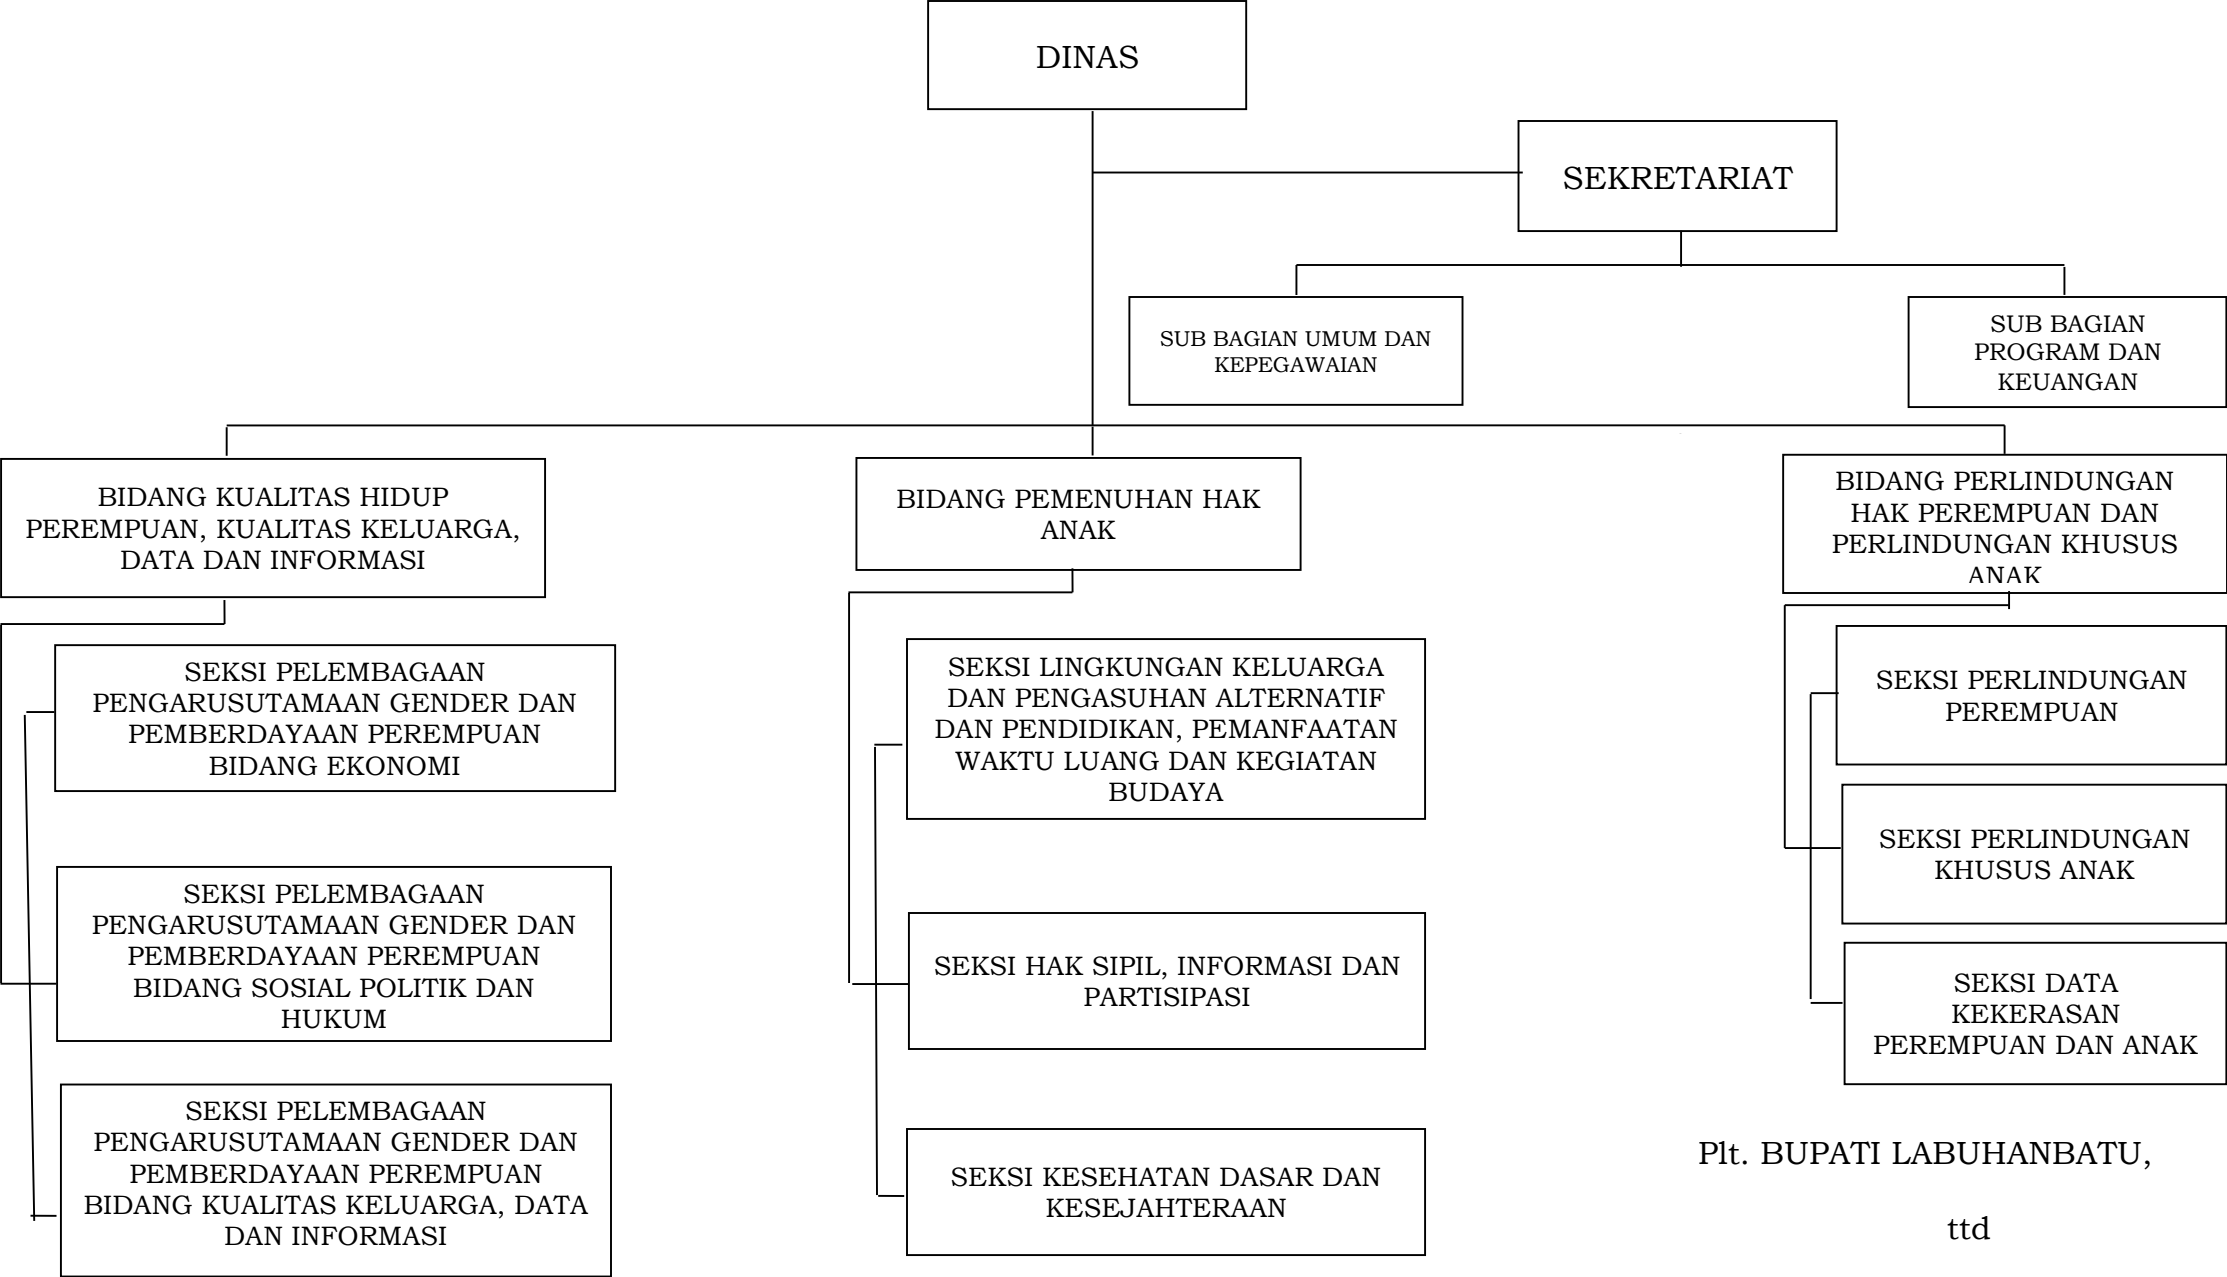 DINAS
SEKRETARIAT
SUB BAGIAN UMUM DAN
KEPEGAWAIAN
SUB BAGIAN
PROGRAM DAN
KEUANGAN
BIDANG KUALITAS HIDUP
PEREMPUAN, KUALITAS KELUARGA,
DATA DAN INFORMASI
BIDANG PEMENUHAN HAK
ANAK
BIDANG PERLINDUNGAN
HAK PEREMPUAN DAN
PERLINDUNGAN KHUSUS
ANAK
SEKSI PELEMBAGAAN
PENGARUSUTAMAAN GENDER DAN
PEMBERDAYAAN PEREMPUAN
BIDANG EKONOMI
SEKSI PELEMBAGAAN
PENGARUSUTAMAAN GENDER DAN
PEMBERDAYAAN PEREMPUAN
BIDANG SOSIAL POLITIK DAN
HUKUM
SEKSI PELEMBAGAAN
PENGARUSUTAMAAN GENDER DAN
PEMBERDAYAAN PEREMPUAN
BIDANG KUALITAS KELUARGA, DATA
DAN INFORMASI
SEKSI LINGKUNGAN KELUARGA
DAN PENGASUHAN ALTERNATIF
DAN PENDIDIKAN, PEMANFAATAN
WAKTU LUANG DAN KEGIATAN
BUDAYA
SEKSI HAK SIPIL, INFORMASI DAN
PARTISIPASI
SEKSI KESEHATAN DASAR DAN
KESEJAHTERAAN
SEKSI PERLINDUNGAN
PEREMPUAN
SEKSI PERLINDUNGAN
KHUSUS ANAK
SEKSI DATA
KEKERASAN
PEREMPUAN DAN ANAK
Plt. BUPATI LABUHANBATU,
ttd